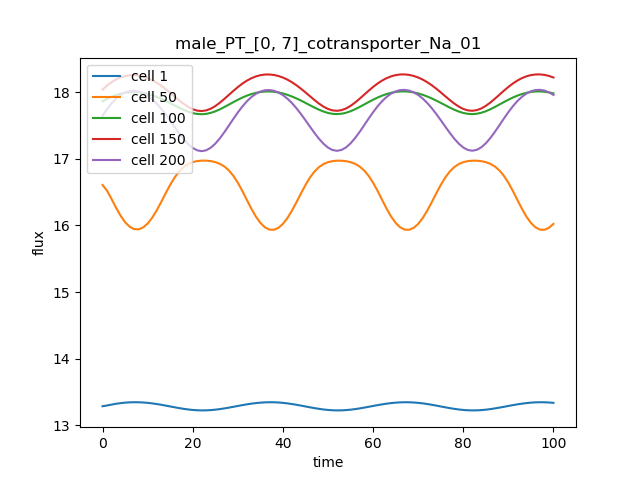 male_PT_[0, 7]_cotransporter_Na_01
cell 1
cell 50
cell 100
cell 150
cell 200
18
17
16
15
14
13
flux
0
20
40
60
80
100
time